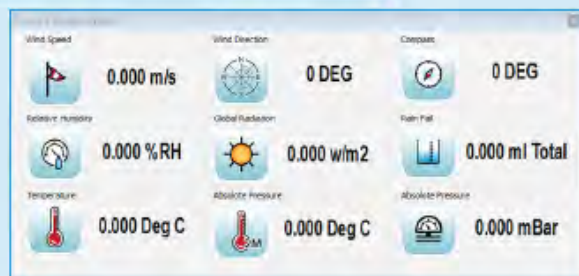 Wind Speed
Wind Direction
Compass
0.000 m/s
0 DEG
0 DEG
Relative Humidity
Global Radiation
Rain Fall
0.000 %RH
0.000 w/m2
0.000 ml Total
Temperature
Absolute Pressure
Absolute Pressure
0.000 Deg C
M
0.000 Deg C
0.000 mBar